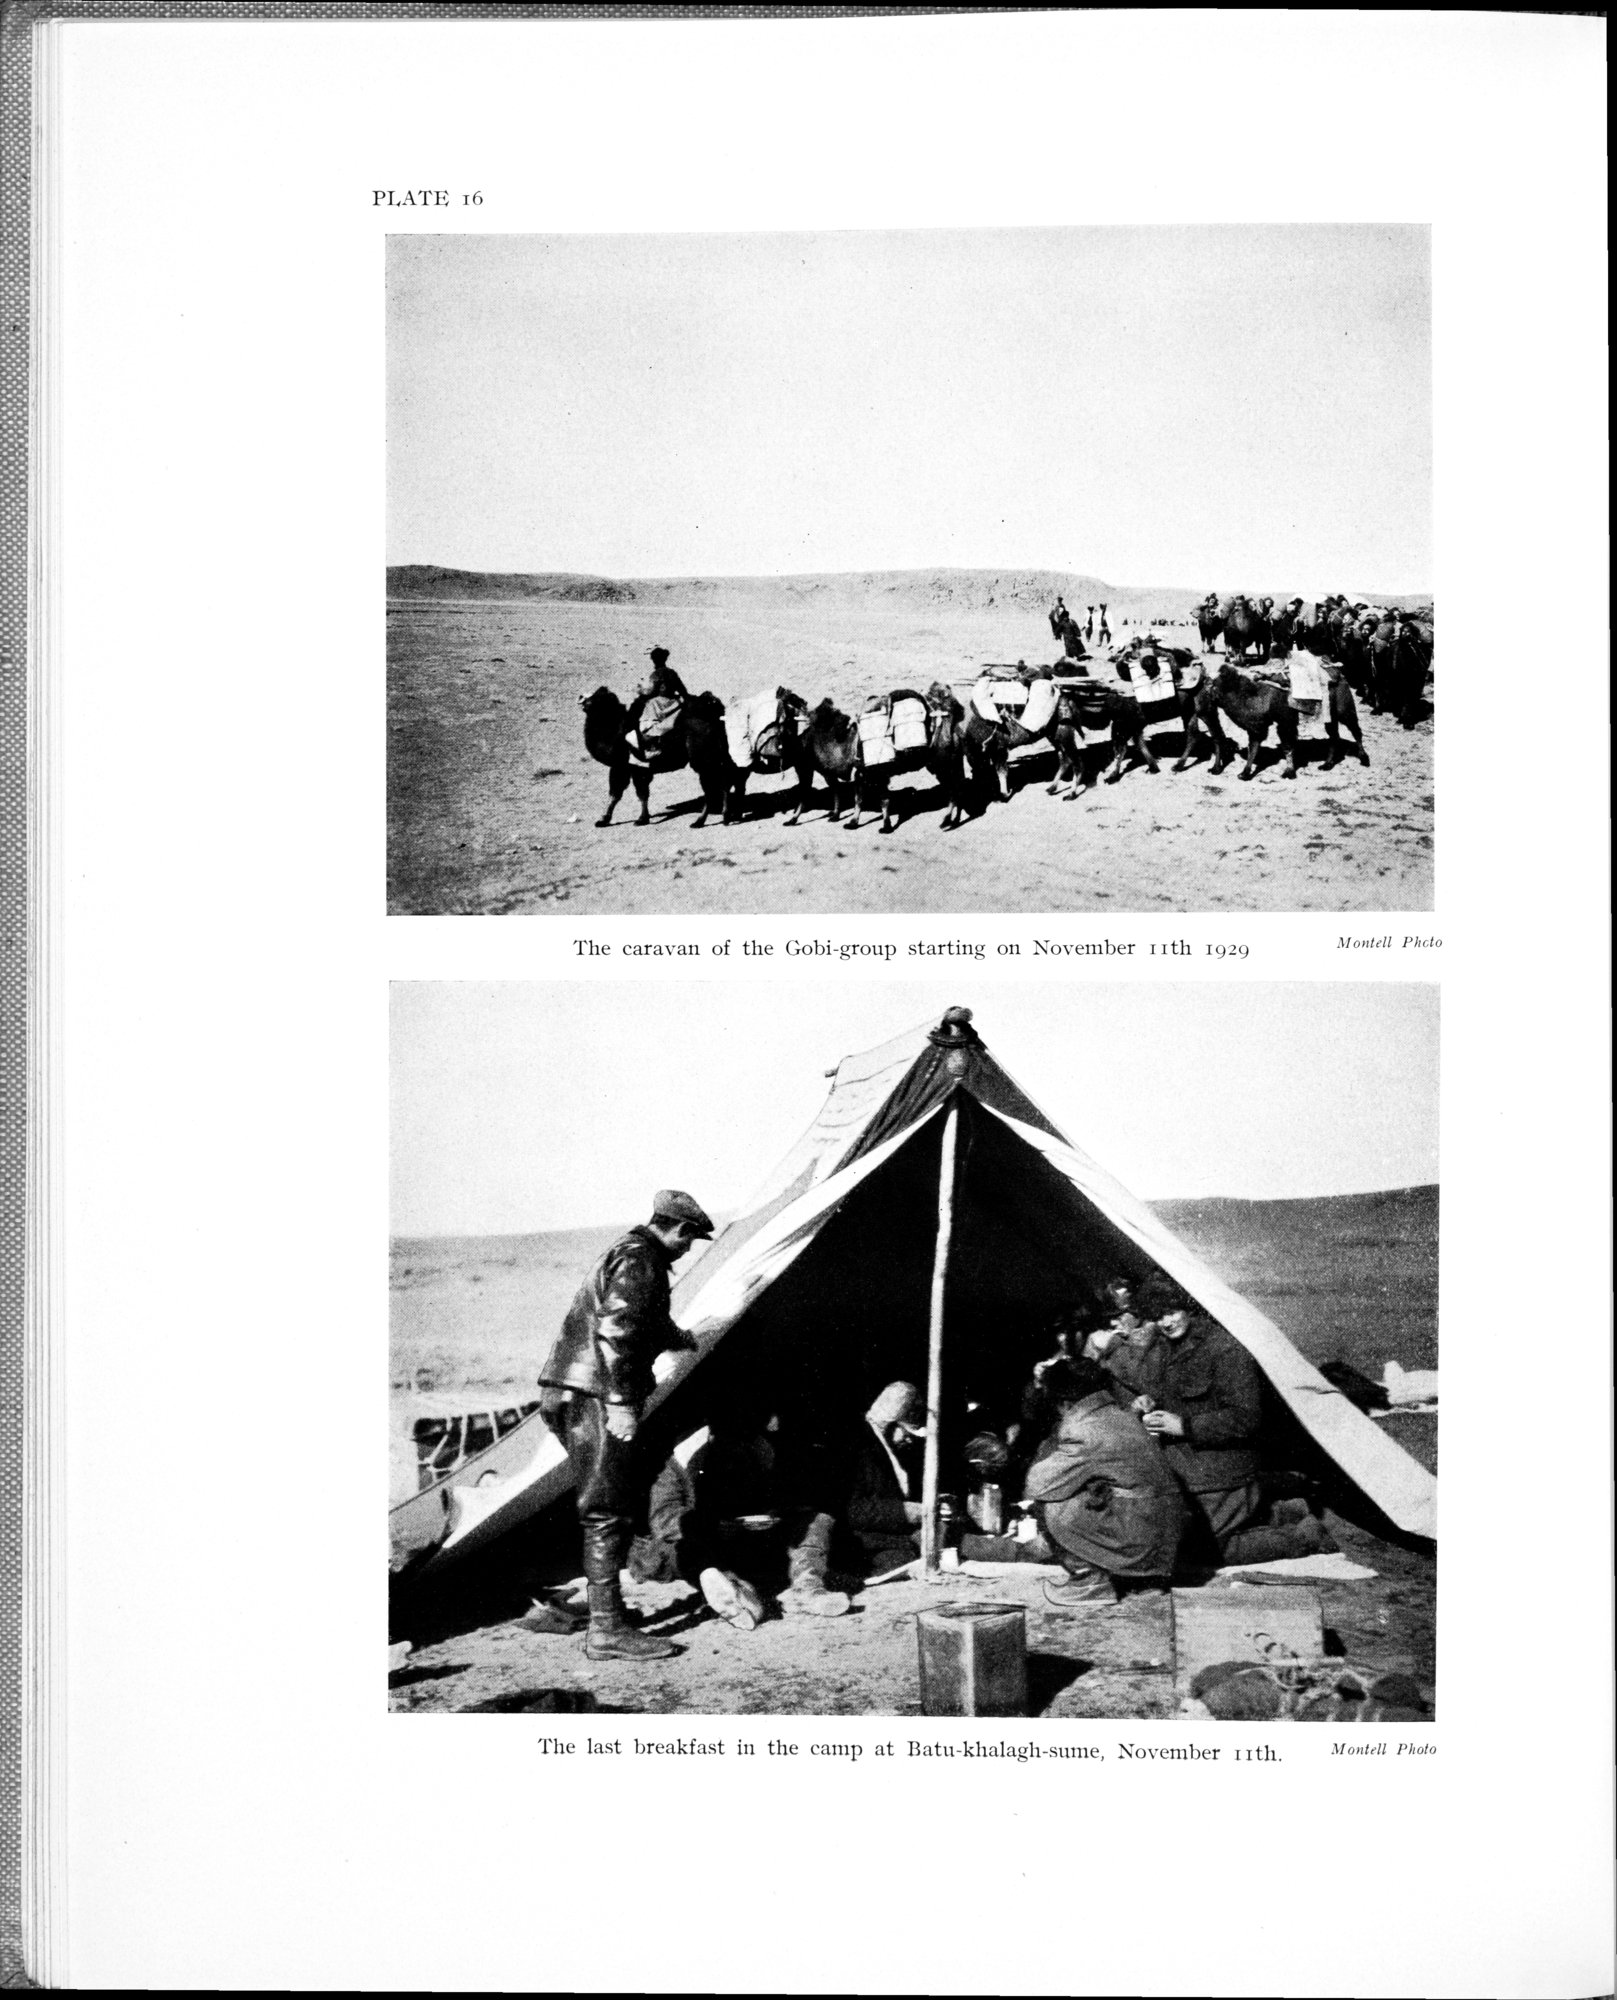 PLATE 16
The caravan of the Gobi-group starting on November 11th 1929
Montell Photo
The last breakfast in the camp at Batu-khalagh-sume, November 11th.
Montell Photo